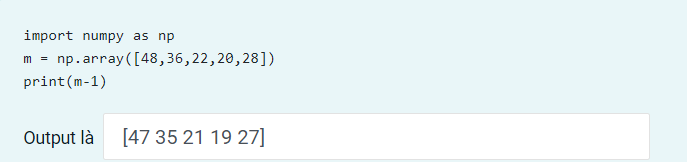 import numpy as np
m = np.array([48,36,22,20,28])
print(m-1)
Output là [47 35 21 19 27]